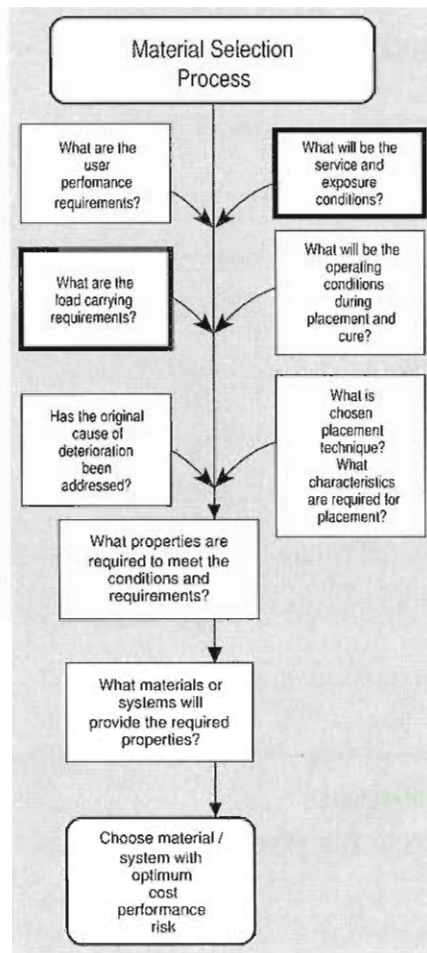 Material Selection
Process
What are the
user
perfomance
requirements?
What will be the
service and
exposure
conditions?
What are the
load carrying
requirements?
What will be the
operating
conditions
during
placement and
cure?
Has the original
cause of
deterioration
been
addressed?
What is
chosen
placement
technique?
What
characteristics
are required for
placement?
What properties are
required to meet the
conditions and
requirements?
What materials or
systems will
provide the required
properties?
Choose material /
system with
optimum
cost
performance
risk